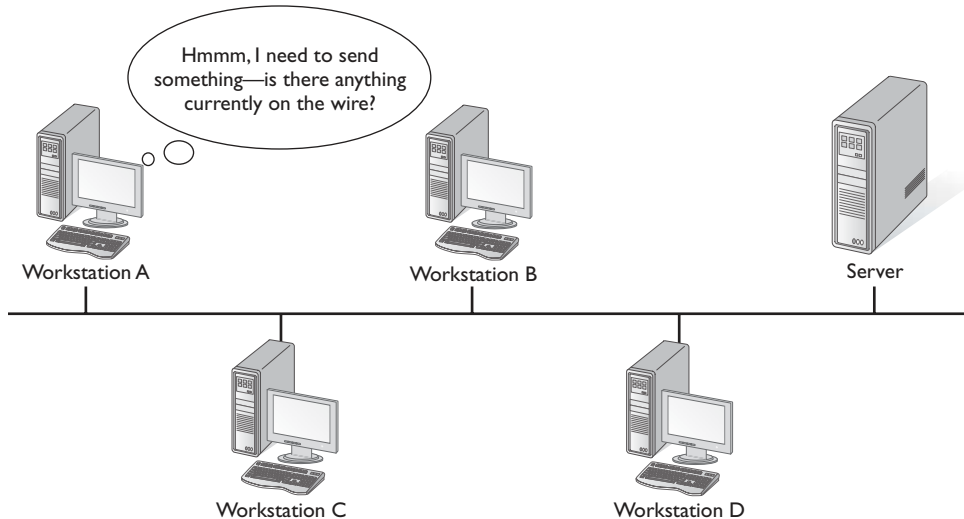 Hmmm, I need to send
something—is there anything
currently on the wire?
Workstation A
Workstation B
Server
Workstation C
Workstation D